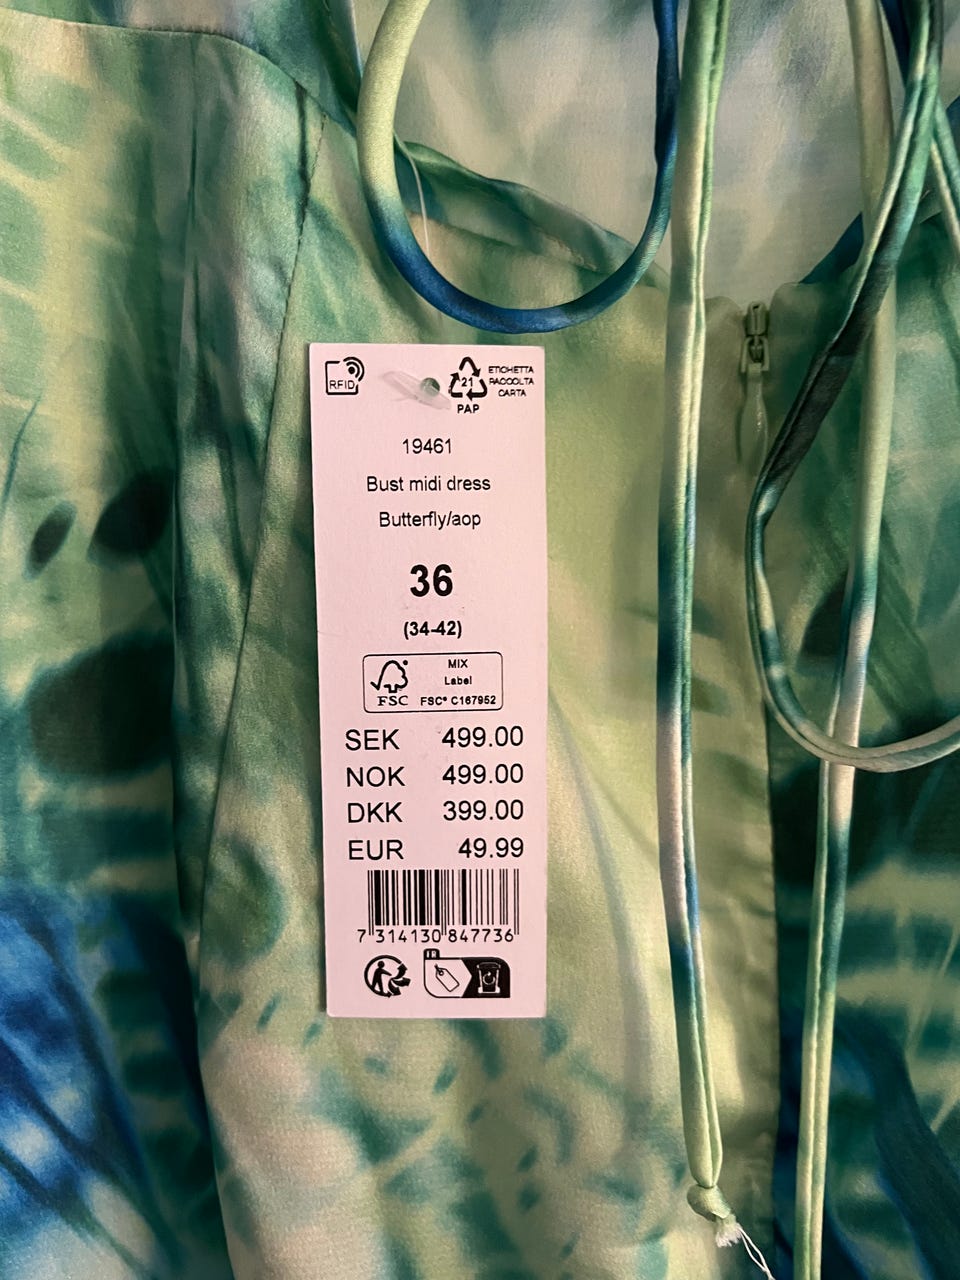 RFID
21
PAP
ETICHETTA
RACCOLTA
CARTA
19461
Bust midi dress
Butterfly/aop
36
(34-42)
FSC
MIX
Label
FSC® C167952
SEK 499.00
NOK 499.00
DKK 399.00
EUR 49.99
7 314130 847736
FR